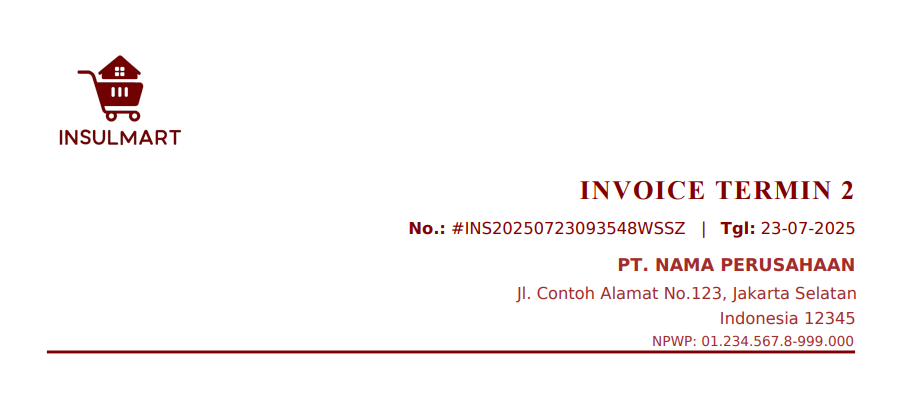 INSULMART
INVOICE TERMIN 2
No.: #INS20250723093548WSSZ | Tgl: 23-07-2025
PT. NAMA PERUSAHAAN
Jl. Contoh Alamat No.123, Jakarta Selatan
Indonesia 12345
NPWP: 01.234.567.8-999.000